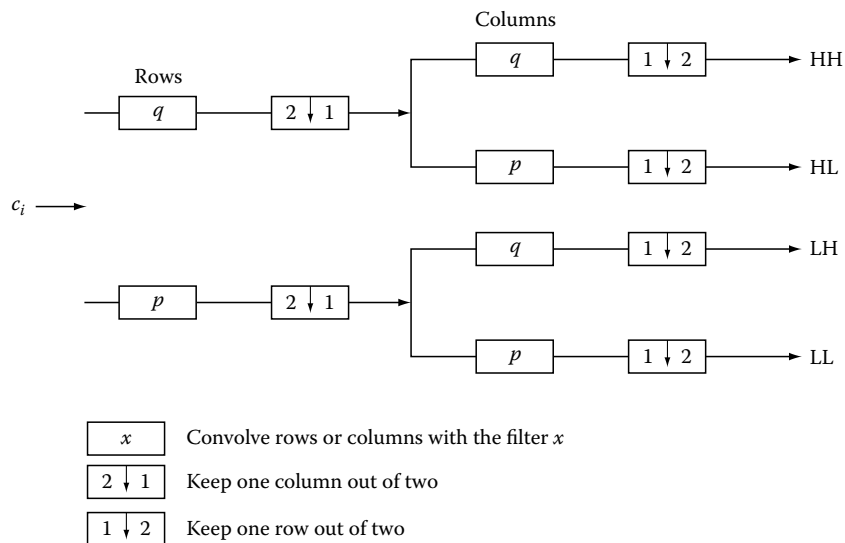 Columns
q 1 2 HH
Rows
q 2 1
p 1 2 HL
c_i
q 1 2 LH
p 2 1
p 1 2 LL
x Convolve rows or columns with the filter x
2 1 Keep one column out of two
1 2 Keep one row out of two